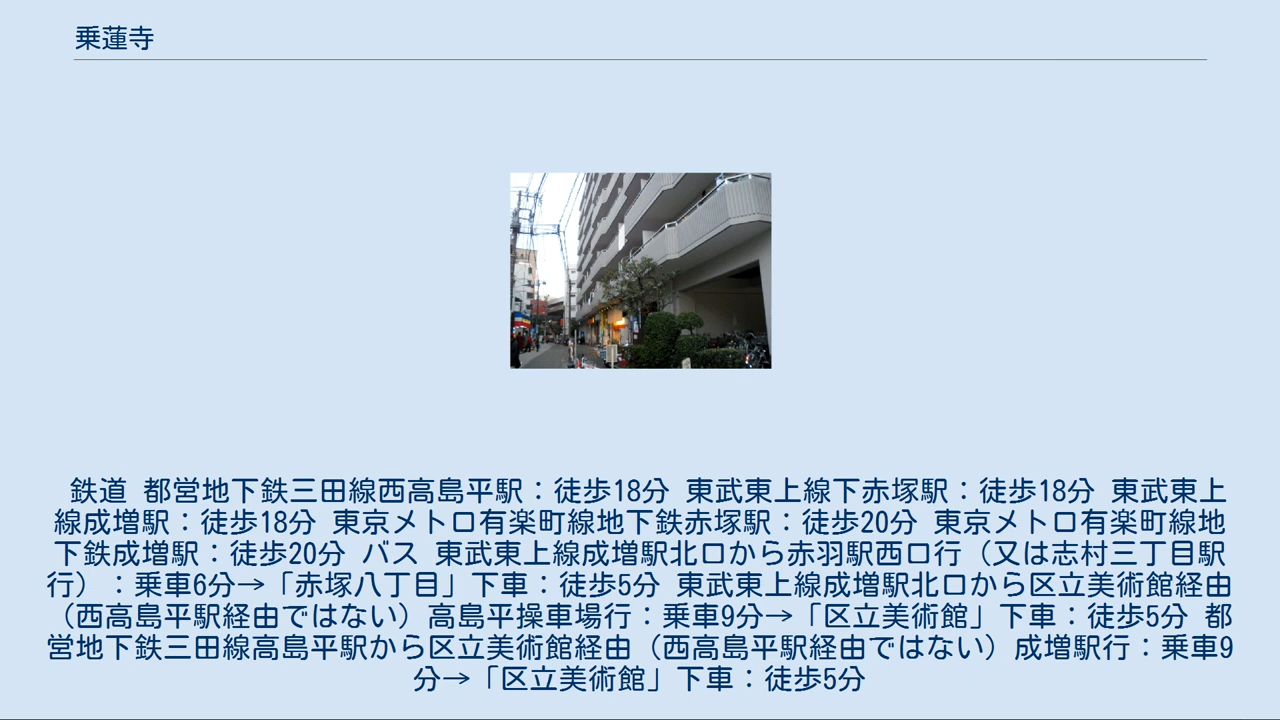 乗蓮寺
鉄道 都営地下鉄三田線西高島平駅：徒歩18分 東武東上線下赤塚駅：徒歩18分 東武東上
線成増駅：徒歩18分 東京メトロ有楽町線地下鉄赤塚駅：徒歩20分 東京メトロ有楽町線地
下鉄成増駅：徒歩20分 バス 東武東上線成増駅北口から赤羽駅西口行（又は志村三丁目駅
行）：乗車6分→「赤塚八丁目」下車：徒歩5分 東武東上線成増駅北口から区立美術館経由
（西高島平駅経由ではない）高島平操車場行：乗車9分→「区立美術館」下車：徒歩5分 都
営地下鉄三田線高島平駅から区立美術館経由（西高島平駅経由ではない）成増駅行：乗車9
分→「区立美術館」下車：徒歩5分